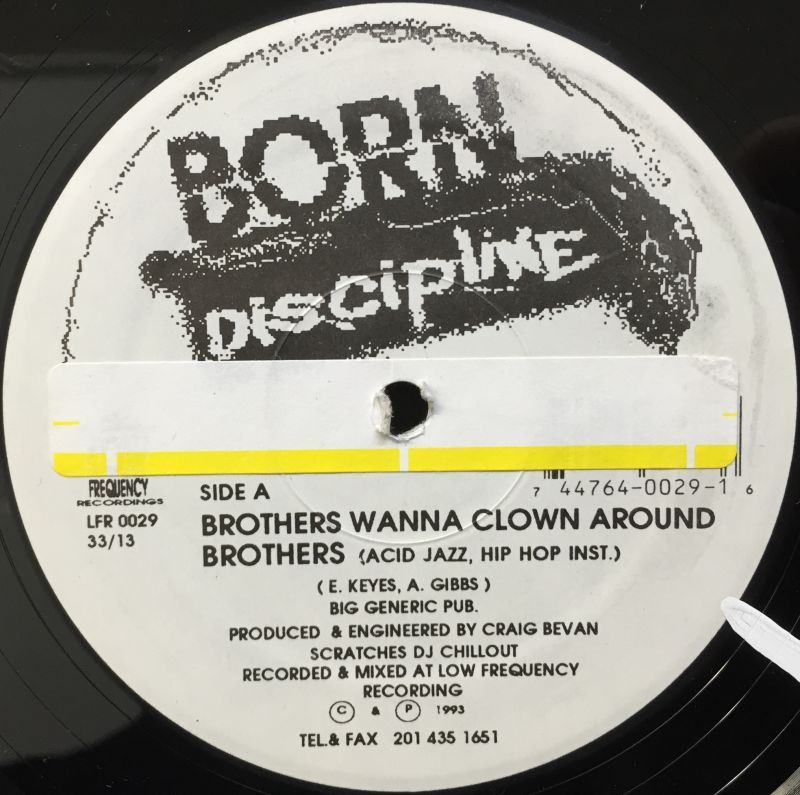 BORN
DISCIPLINE
FREQUENCY
RECORDINGS
LFR 0029
33/13
SIDE A
7 44764-0029-1 6
BROTHERS WANNA CLOWN AROUND
BROTHERS (ACID JAZZ, HIP HOP INST.)
( E. KEYES, A. GIBBS )
BIG GENERIC PUB.
PRODUCED & ENGINEERED BY CRAIG BEVAN
SCRATCHES DJ CHILLOUT
RECORDED & MIXED AT LOW FREQUENCY
RECORDING
© & ℗ 1993
TEL.& FAX 201 435 1651